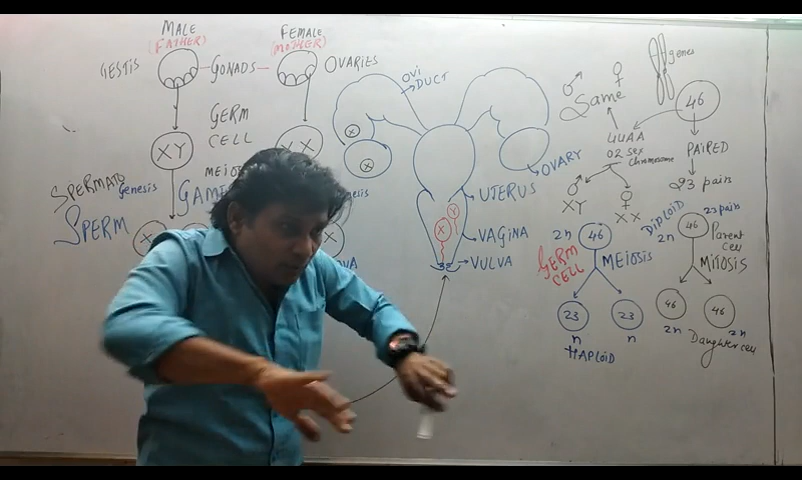 MALE
(FATHER)
FEMALE
(MOTHER)
TESTIS
GONADS
OVARIES
GERM
CELL
XY
XX
SPERMATO
genesis
SPERM
X
OVI
DUCT
X
X
OVARY
UTERUS
X
Y
VAGINA
VULVA
genes
♂
♀
Same
46
44AA
02 sex
chromosome
PAIRED
23 pairs
♂
XY
♀
XX
2n
46
GERM
CELL
MEIOSIS
23
23
n
n
HAPLOID
DIPLOID
2n
46
23 pairs
Parent
cell
MITOSIS
46
46
2n
2n
Daughter cell